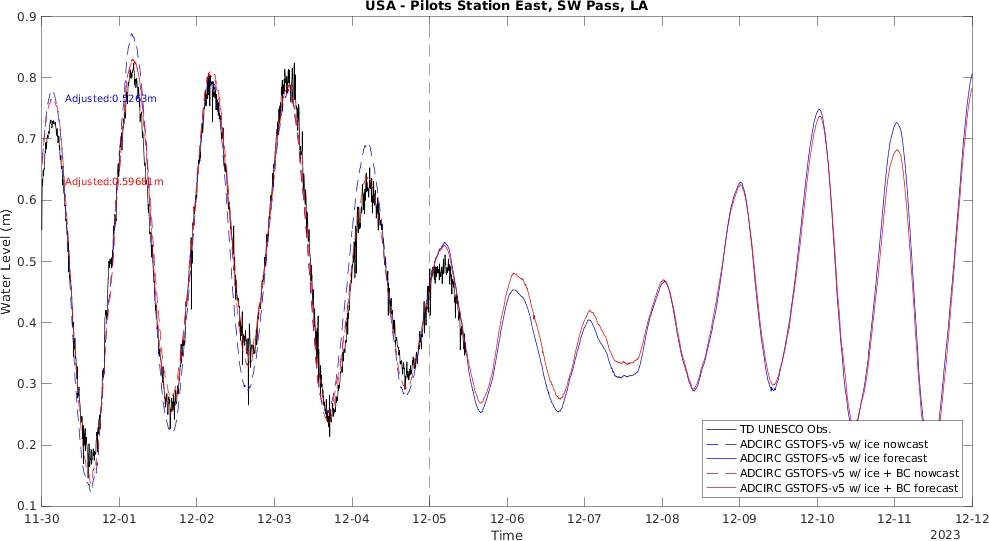 USA - Pilots Station East, SW Pass, LA
0.9
0.8
0.7
0.6
0.5
0.4
0.3
0.2
0.1
Water Level (m)
Adjusted:0.5263m
Adjusted:0.59681m
TD UNESCO Obs.
ADCIRC GSTOFS-v5 w/ ice nowcast
ADCIRC GSTOFS-v5 w/ ice forecast
ADCIRC GSTOFS-v5 w/ ice + BC nowcast
ADCIRC GSTOFS-v5 w/ ice + BC forecast
11-30 12-01 12-02 12-03 12-04 12-05 12-06 12-07 12-08 12-09 12-10 12-11 12-12
Time
2023